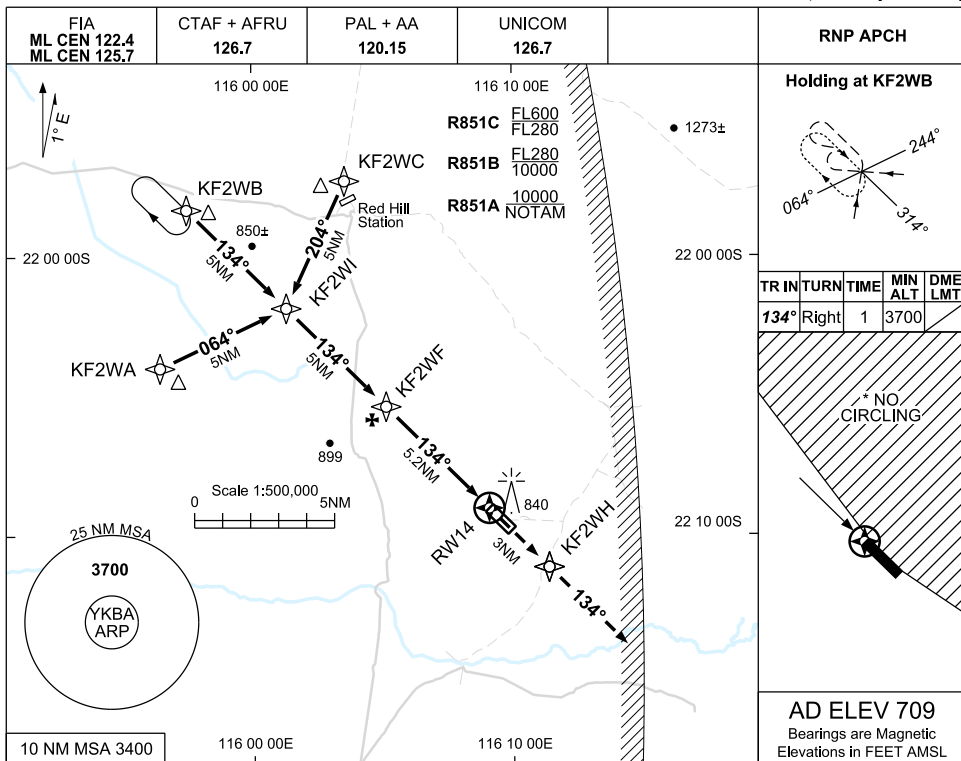 FIA
ML CEN 122.4
ML CEN 125.7
CTAF + AFRU
126.7
PAL + AA
120.15
UNICOM
126.7
RNP APCH
116 00 00E
116 10 00E
1° E
R851C FL600
FL280
R851B FL280
10000
R851A 10000
NOTAM
1273±
KF2WC
KF2WB
Red Hill
Station
850±
204°
5NM
134°
5NM
22 00 00S
22 00 00S
KF2WI
064°
5NM
KF2WA
134°
5NM
KF2WF
134°
5.2NM
899
Scale 1:500,000
0
5NM
840
RW14
3NM
KF2WH
22 10 00S
134°
25 NM MSA
3700
YKBA
ARP
10 NM MSA 3400
116 00 00E
116 10 00E
Holding at KF2WB
244°
064°
314°
TR IN TURN TIME MIN ALT DME LMT
134° Right 1 3700
* NO
CIRCLING
AD ELEV 709
Bearings are Magnetic
Elevations in FEET AMSL